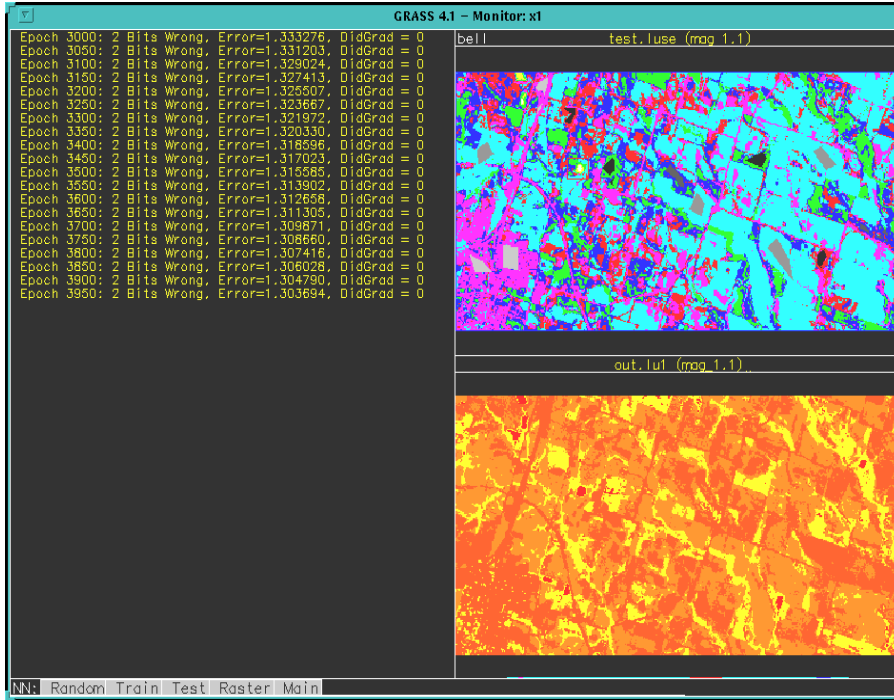 GRASS 4.1 – Monitor: x1
Epoch 3000: 2 Bits Wrong, Error=1.333276, DidGrad = 0
Epoch 3050: 2 Bits Wrong, Error=1.331203, DidGrad = 0
Epoch 3100: 2 Bits Wrong, Error=1.329024, DidGrad = 0
Epoch 3150: 2 Bits Wrong, Error=1.327413, DidGrad = 0
Epoch 3200: 2 Bits Wrong, Error=1.325507, DidGrad = 0
Epoch 3250: 2 Bits Wrong, Error=1.323667, DidGrad = 0
Epoch 3300: 2 Bits Wrong, Error=1.321972, DidGrad = 0
Epoch 3350: 2 Bits Wrong, Error=1.320330, DidGrad = 0
Epoch 3400: 2 Bits Wrong, Error=1.318596, DidGrad = 0
Epoch 3450: 2 Bits Wrong, Error=1.317023, DidGrad = 0
Epoch 3500: 2 Bits Wrong, Error=1.315585, DidGrad = 0
Epoch 3550: 2 Bits Wrong, Error=1.313902, DidGrad = 0
Epoch 3600: 2 Bits Wrong, Error=1.312658, DidGrad = 0
Epoch 3650: 2 Bits Wrong, Error=1.311305, DidGrad = 0
Epoch 3700: 2 Bits Wrong, Error=1.309871, DidGrad = 0
Epoch 3750: 2 Bits Wrong, Error=1.308660, DidGrad = 0
Epoch 3800: 2 Bits Wrong, Error=1.307416, DidGrad = 0
Epoch 3850: 2 Bits Wrong, Error=1.306028, DidGrad = 0
Epoch 3900: 2 Bits Wrong, Error=1.304790, DidGrad = 0
Epoch 3950: 2 Bits Wrong, Error=1.303694, DidGrad = 0
bell test.luse (mag 1.1)
out.lu1 (mag 1.1)
NN: Random Train Test Raster Main